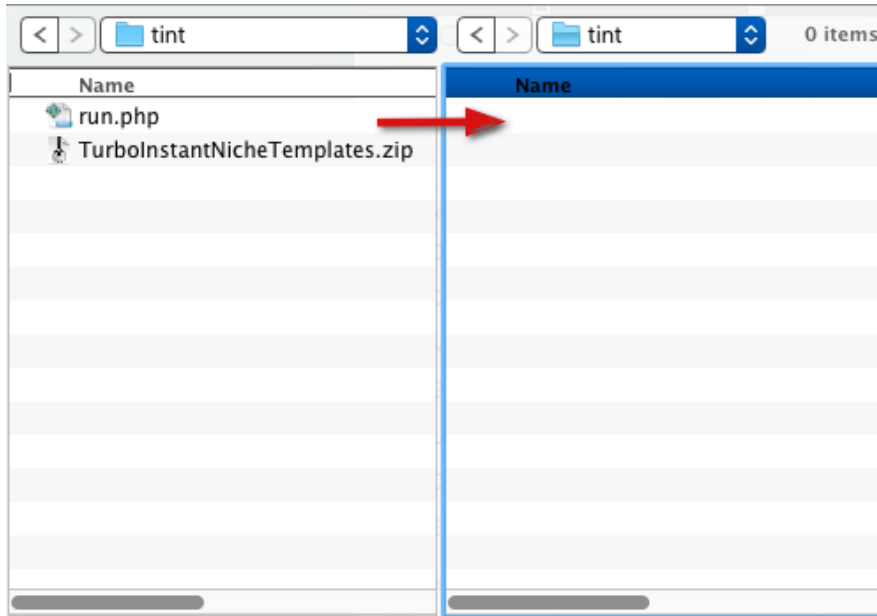 tint
tint
0 items
Name
Name
run.php
TurboInstantNicheTemplates.zip